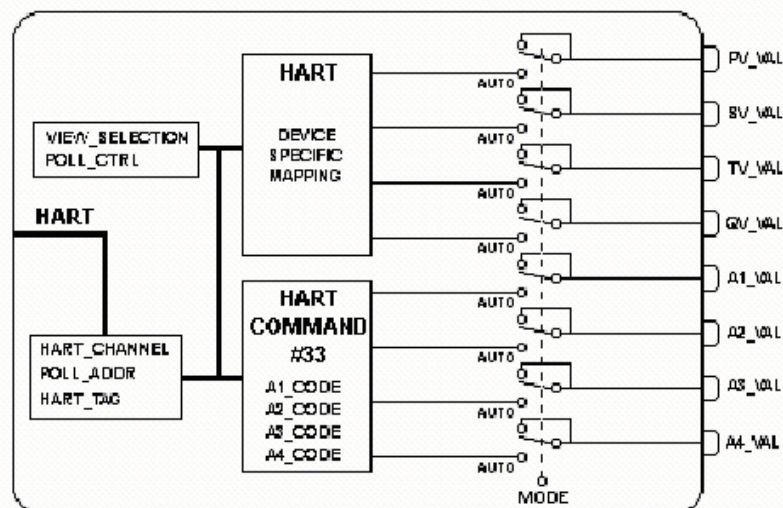 HART
DEVICE
SPECIFIC
MAPPING
VIEW_SELECTION
POLL_CTRL
HART
HART_CHANNEL
POLL_ADDR
HART_TAG
HART
COMMAND
#33
A1_CODE
A2_CODE
A3_CODE
A4_CODE
AUTO
AUTO
AUTO
AUTO
AUTO
AUTO
AUTO
AUTO
MODE
PV_VAL
SV_VAL
TV_VAL
QV_VAL
A1_VAL
A2_VAL
A3_VAL
A4_VAL